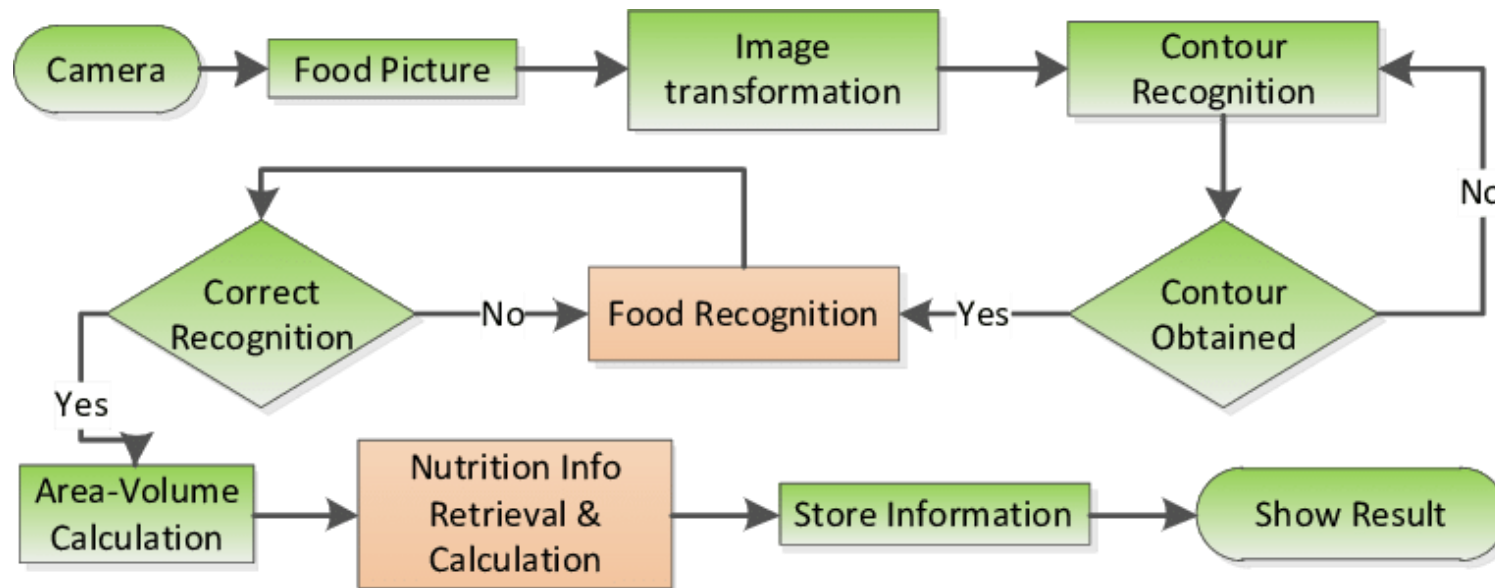 Camera
Food Picture
Image
transformation
Contour
Recognition
No
Correct
Recognition
No
Food Recognition
Yes
Contour
Obtained
Yes
Area-Volume
Calculation
Nutrition Info
Retrieval &
Calculation
Store Information
Show Result